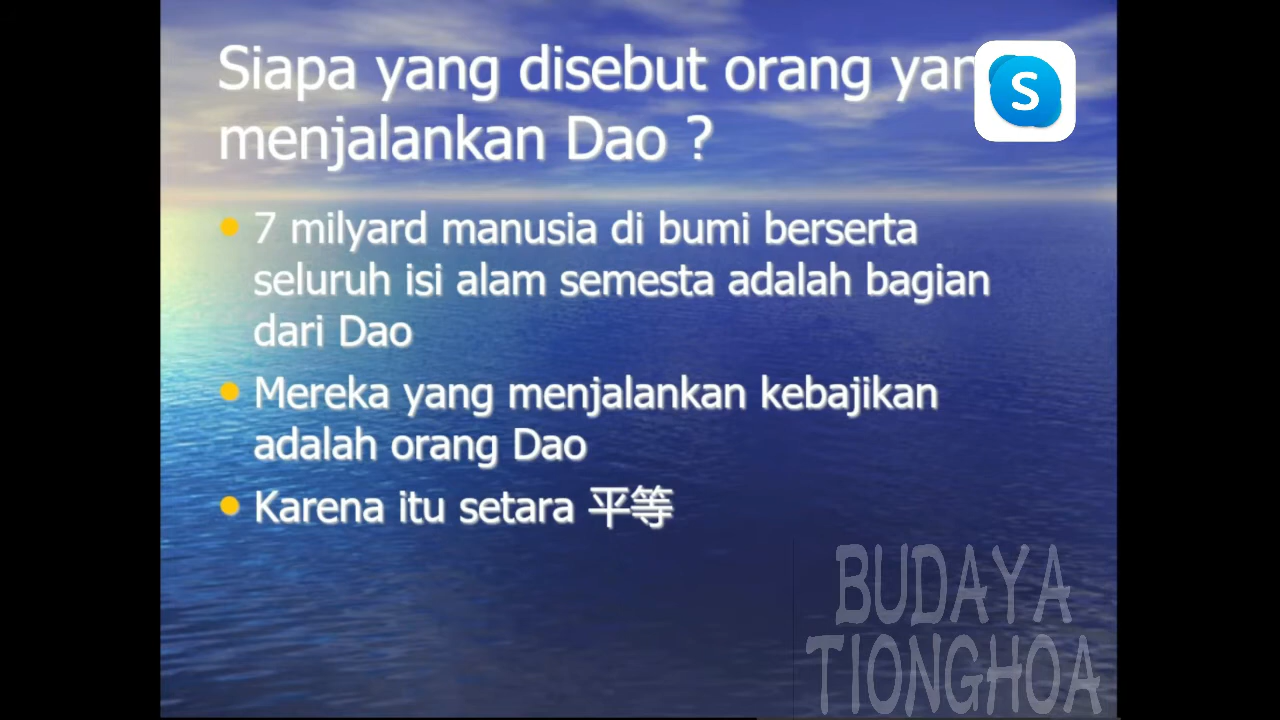 Siapa yang disebut orang yan
menjalankan Dao ?
7 milyard manusia di bumi berserta
seluruh isi alam semesta adalah bagian
dari Dao
Mereka yang menjalankan kebajikan
adalah orang Dao
Karena itu setara 平等
S
BUDAYA
TIONGHOA